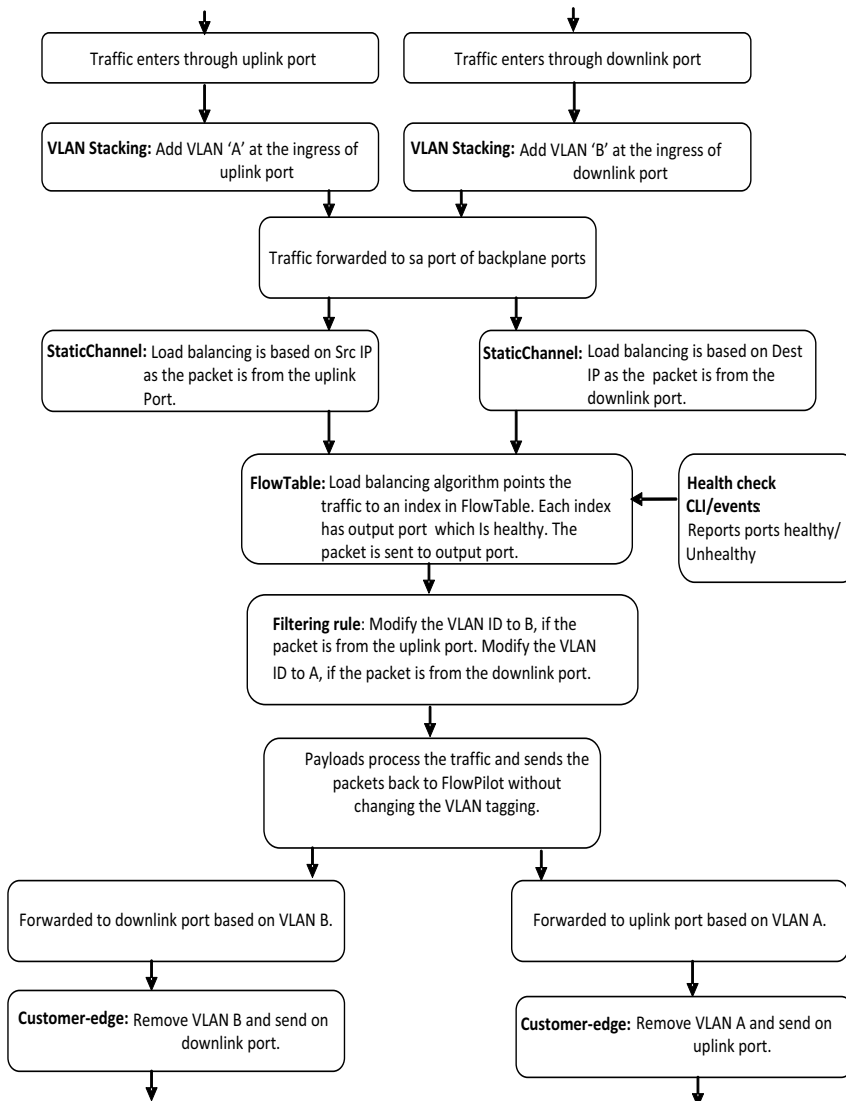 Traffic enters through uplink port
Traffic enters through downlink port
VLAN Stacking: Add VLAN ‘A’ at the ingress of
uplink port
VLAN Stacking: Add VLAN ‘B’ at the ingress of
downlink port
Traffic forwarded to sa port of backplane ports
StaticChannel: Load balancing is based on Src IP
as the packet is from the uplink
Port.
StaticChannel: Load balancing is based on Dest
IP as the packet is from the
downlink port.
FlowTable: Load balancing algorithm points the
traffic to an index in FlowTable. Each index
has output port which Is healthy. The
packet is sent to output port.
Health check
CLI/events:
Reports ports healthy/
Unhealthy
Filtering rule: Modify the VLAN ID to B, if the
packet is from the uplink port. Modify the VLAN
ID to A, if the packet is from the downlink port.
Payloads process the traffic and sends the
packets back to FlowPilot without
changing the VLAN tagging.
Forwarded to downlink port based on VLAN B.
Forwarded to uplink port based on VLAN A.
Customer-edge: Remove VLAN B and send on
downlink port.
Customer-edge: Remove VLAN A and send on
uplink port.